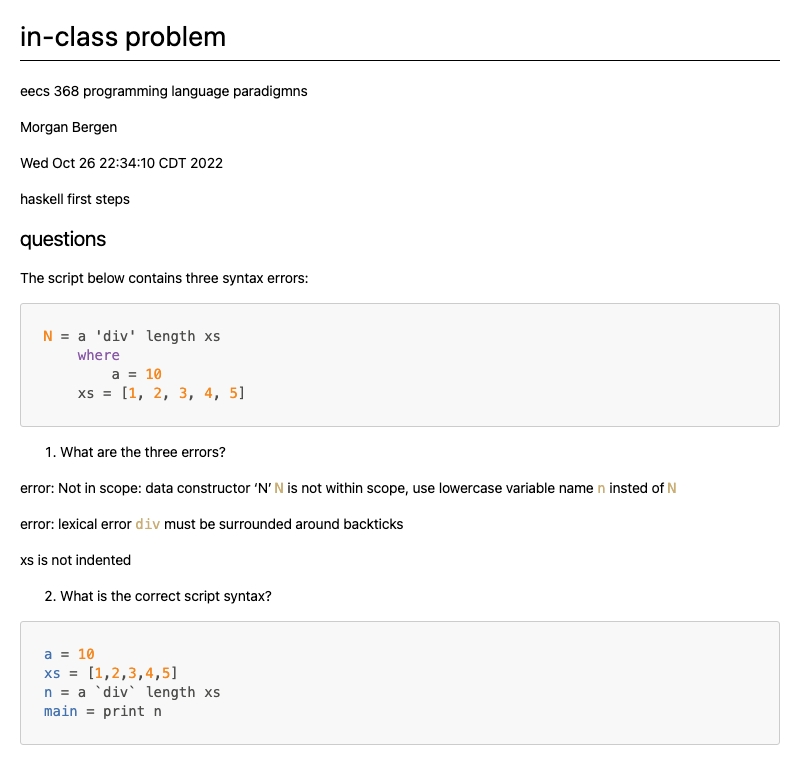 in-class problem
eecs 368 programming language paradigmns
Morgan Bergen
Wed Oct 26 22:34:10 CDT 2022
haskell first steps
questions
The script below contains three syntax errors:
N = a 'div' length xs
    where
        a = 10
    xs = [1, 2, 3, 4, 5]
1. What are the three errors?
error: Not in scope: data constructor ‘N’ N is not within scope, use lowercase variable name n insted of N
error: lexical error div must be surrounded around backticks
xs is not indented
2. What is the correct script syntax?
a = 10
xs = [1,2,3,4,5]
n = a `div` length xs
main = print n